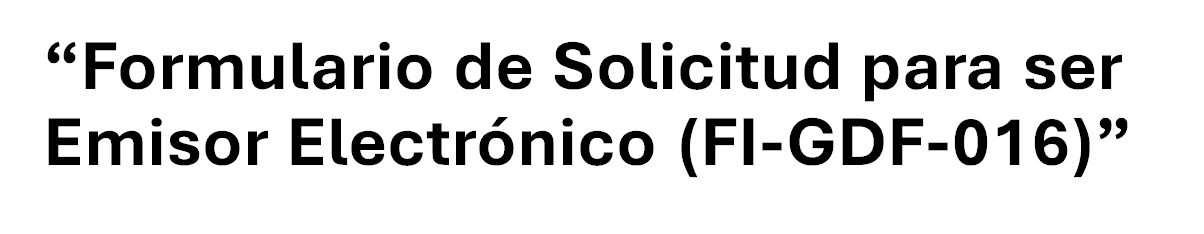 “Formulario de Solicitud para ser
Emisor Electrónico (FI-GDF-016)”